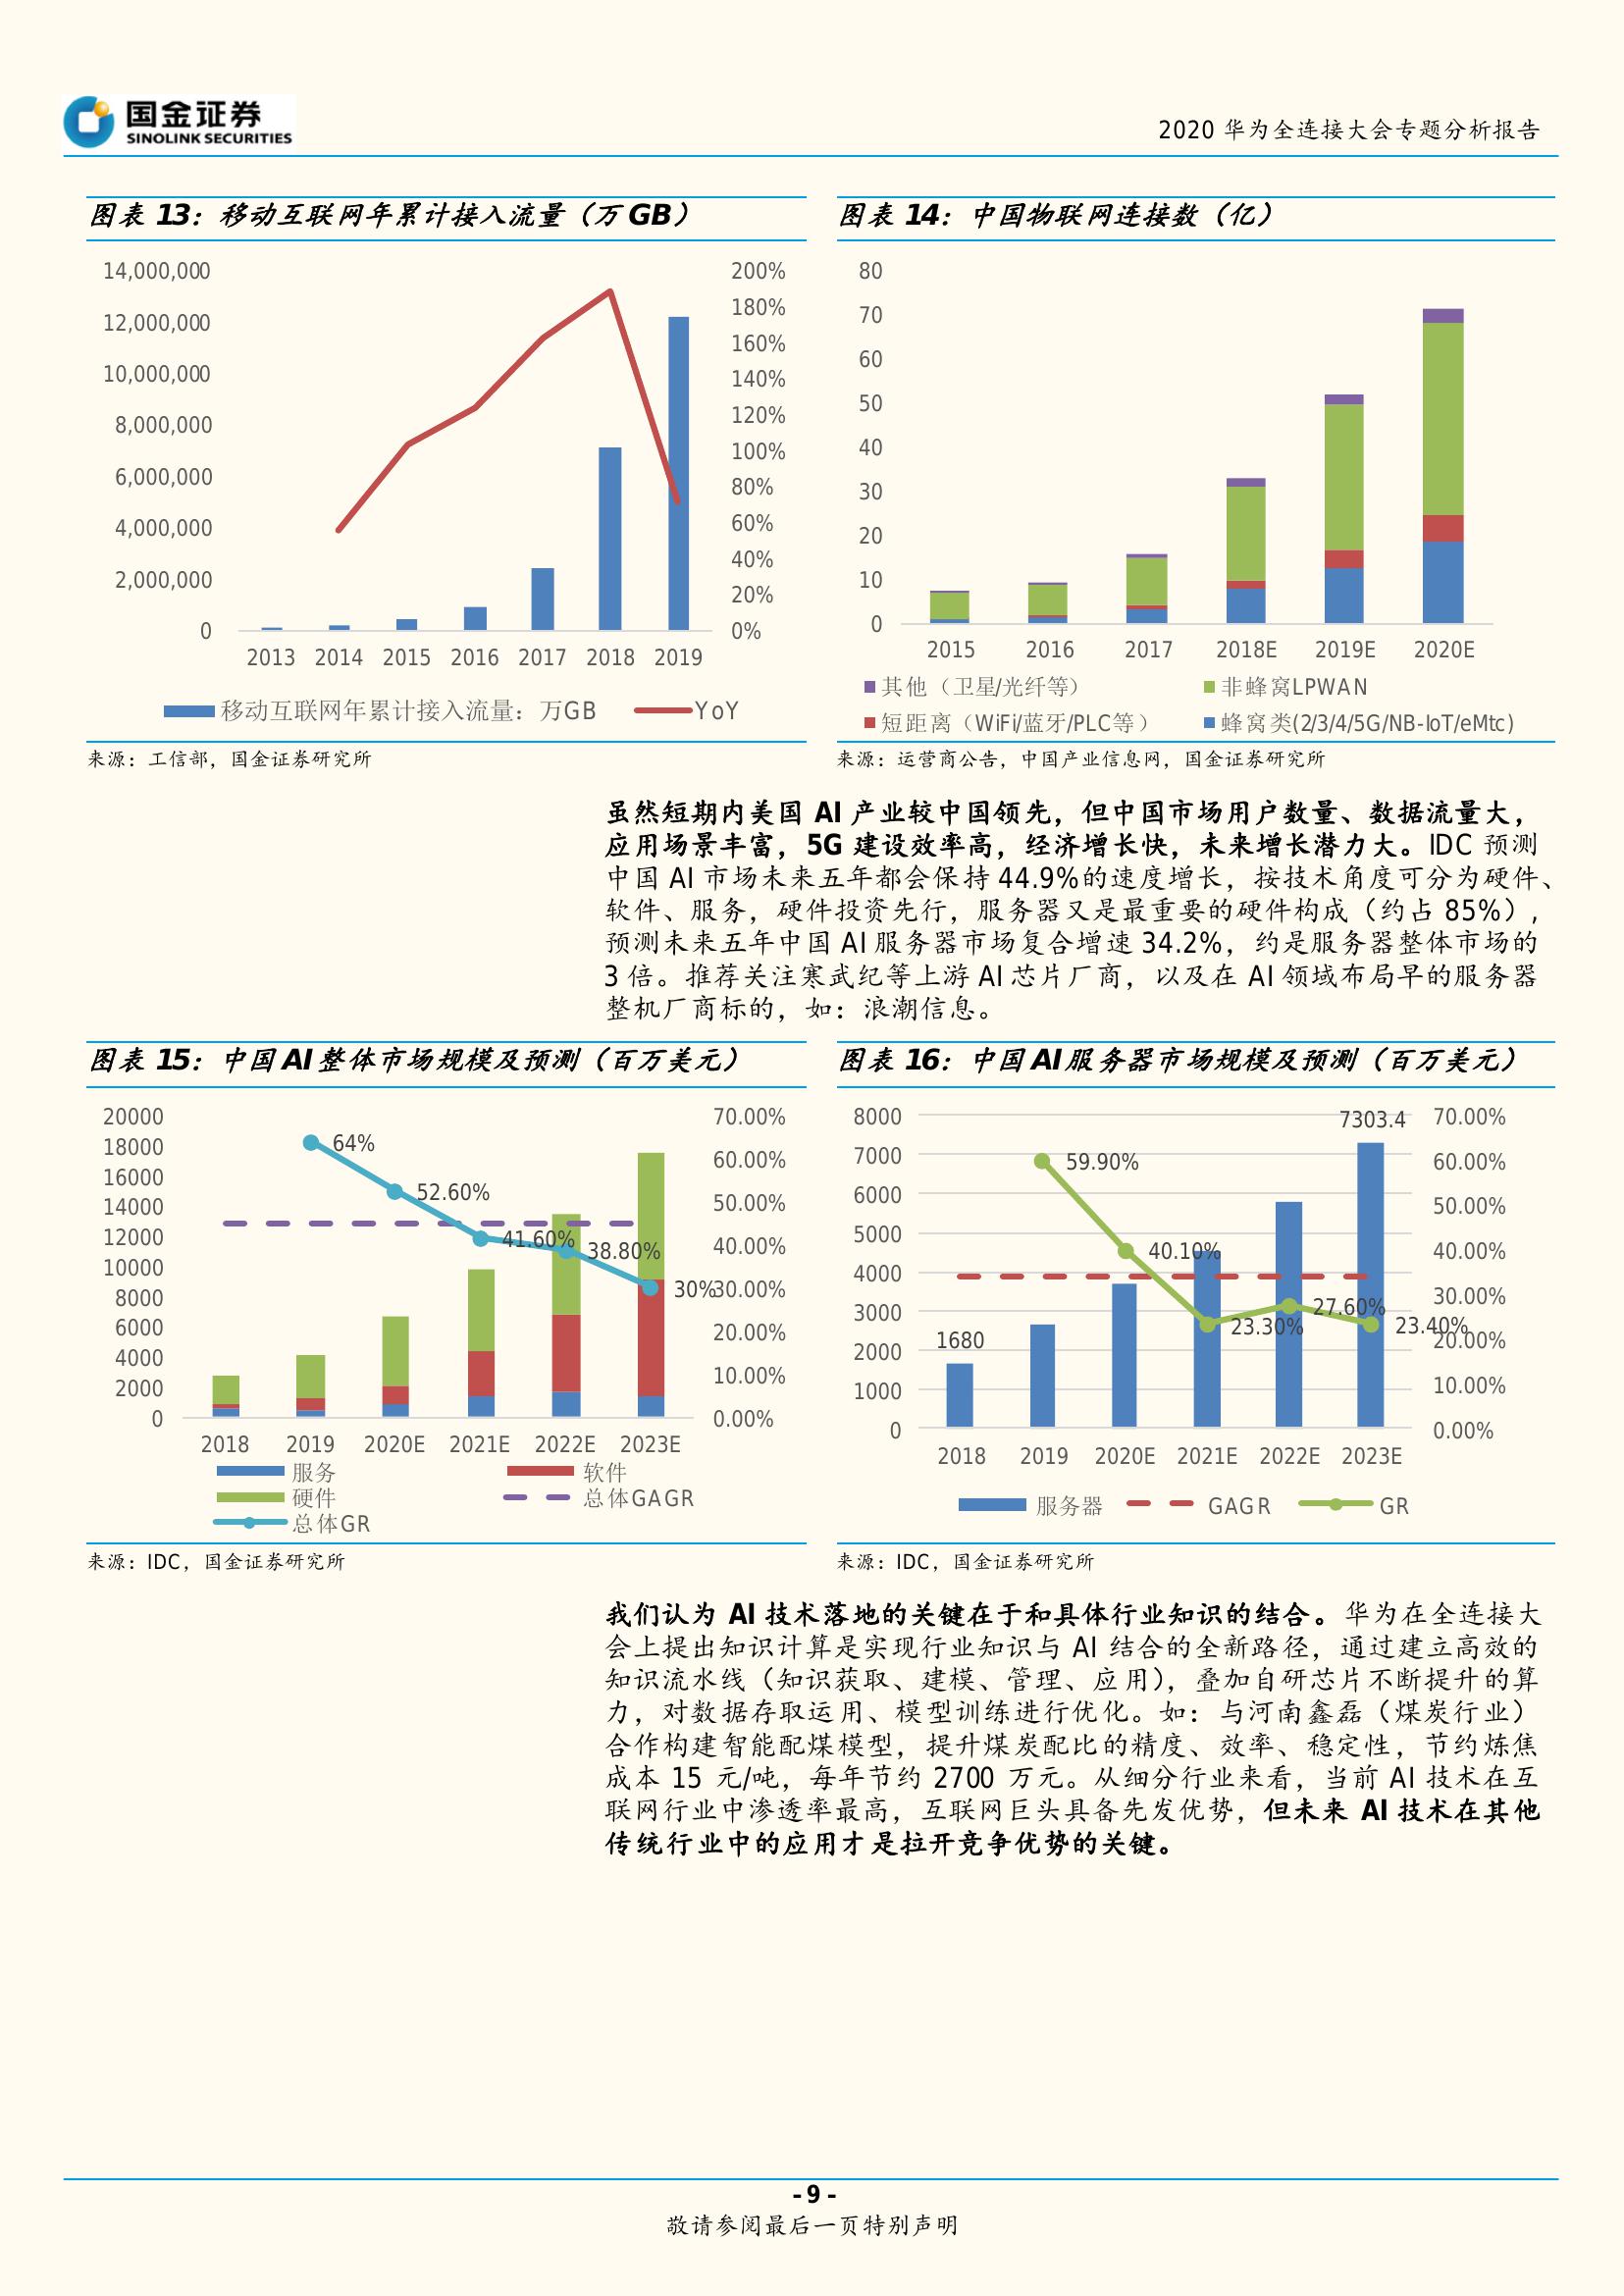 国金证券
SINOLINK SECURITIES
2020 华为全连接大会专题分析报告
图表 13：移动互联网年累计接入流量（万 GB）
14,000,000
12,000,000
10,000,000
8,000,000
6,000,000
4,000,000
2,000,000
0
200%
180%
160%
140%
120%
100%
80%
60%
40%
20%
0%
2013 2014 2015 2016 2017 2018 2019
移动互联网年累计接入流量：万GB YoY
来源：工信部，国金证券研究所
图表 14：中国物联网连接数（亿）
80
70
60
50
40
30
20
10
0
2015 2016 2017 2018E 2019E 2020E
其他（卫星/光纤等） 非蜂窝LPWAN
短距离（WiFi/蓝牙/PLC等） 蜂窝类(2/3/4/5G/NB-IoT/eMtc)
来源：运营商公告，中国产业信息网，国金证券研究所
虽然短期内美国 AI 产业较中国领先，但中国市场用户数量、数据流量大，
应用场景丰富，5G 建设效率高，经济增长快，未来增长潜力大。IDC 预测
中国 AI 市场未来五年都会保持 44.9%的速度增长，按技术角度可分为硬件、
软件、服务，硬件投资先行，服务器又是最重要的硬件构成（约占 85%），
预测未来五年中国 AI 服务器市场复合增速 34.2%，约是服务器整体市场的
3 倍。推荐关注寒武纪等上游 AI 芯片厂商，以及在 AI 领域布局早的服务器
整机厂商标的，如：浪潮信息。
图表 15：中国 AI 整体市场规模及预测（百万美元）
20000
18000
16000
14000
12000
10000
8000
6000
4000
2000
0
70.00%
60.00%
50.00%
40.00%
30.00%
20.00%
10.00%
0.00%
64%
52.60%
41.60%
38.80%
30%
2018 2019 2020E 2021E 2022E 2023E
服务 软件
硬件 总体GAGR
总体GR
来源：IDC，国金证券研究所
图表 16：中国 AI 服务器市场规模及预测（百万美元）
8000
7000
6000
5000
4000
3000
2000
1000
0
70.00%
60.00%
50.00%
40.00%
30.00%
20.00%
10.00%
0.00%
7303.4
59.90%
40.10%
27.60%
23.30%
23.40%
1680
2018 2019 2020E 2021E 2022E 2023E
服务器 GAGR GR
来源：IDC，国金证券研究所
我们认为 AI 技术落地的关键在于和具体行业知识的结合。华为在全连接大
会上提出知识计算是实现行业知识与 AI 结合的全新路径，通过建立高效的
知识流水线（知识获取、建模、管理、应用），叠加自研芯片不断提升的算
力，对数据存取运用、模型训练进行优化。如：与河南鑫磊（煤炭行业）
合作构建智能配煤模型，提升煤炭配比的精度、效率、稳定性，节约炼焦
成本 15 元/吨，每年节约 2700 万元。从细分行业来看，当前 AI 技术在互
联网行业中渗透率最高，互联网巨头具备先发优势，但未来 AI 技术在其他
传统行业中的应用才是拉开竞争优势的关键。
- 9 -
敬请参阅最后一页特别声明